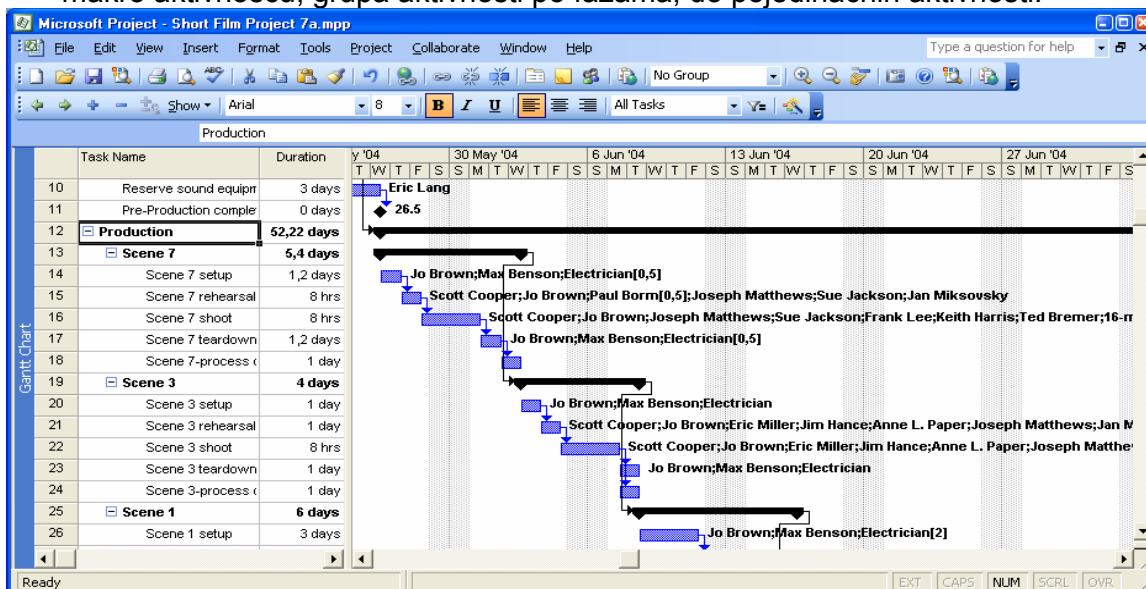 makro aktivnosću, grupa aktivnosti po fazama, do pojedinačnih aktivnosti.
Microsoft Project - Short Film Project 7a.mpp
File Edit View Insert Format Tools Project Collaborate Window Help Type a question for help
No Group
Show Arial 8 B I U All Tasks
Production
Task Name Duration y '04 30 May '04 6 Jun '04 13 Jun '04 20 Jun '04 27 Jun '04
T W T F S S M T W T F S S M T W T F S S M T W T F S S M T W T F S S M T W T F S
10 Reserve sound equipm 3 days Eric Lang
11 Pre-Production comple 0 days 26.5
12 Production 52,22 days
13 Scene 7 5,4 days
14 Scene 7 setup 1,2 days Jo Brown;Max Benson;Electrician[0,5]
15 Scene 7 rehearsal 8 hrs Scott Cooper;Jo Brown;Paul Borm[0,5];Joseph Matthews;Sue Jackson;Jan Miksovsky
16 Scene 7 shoot 8 hrs Scott Cooper;Jo Brown;Joseph Matthews;Sue Jackson;Frank Lee;Keith Harris;Ted Bremer;16-m
17 Scene 7 teardown 1,2 days Jo Brown;Max Benson;Electrician[0,5]
18 Scene 7-process 1 day
19 Scene 3 4 days
20 Scene 3 setup 1 day Jo Brown;Max Benson;Electrician
21 Scene 3 rehearsal 1 day Scott Cooper;Jo Brown;Eric Miller;Jim Hance;Anne L. Paper;Joseph Matthews;Jan M
22 Scene 3 shoot 8 hrs Scott Cooper;Jo Brown;Eric Miller;Jim Hance;Anne L. Paper;Joseph Matthe
23 Scene 3 teardown 1 day Jo Brown;Max Benson;Electrician
24 Scene 3-process 1 day
25 Scene 1 6 days
26 Scene 1 setup 3 days Jo Brown;Max Benson;Electrician[2]
Gantt Chart
Ready EXT CAPS NUM SCRL OVR